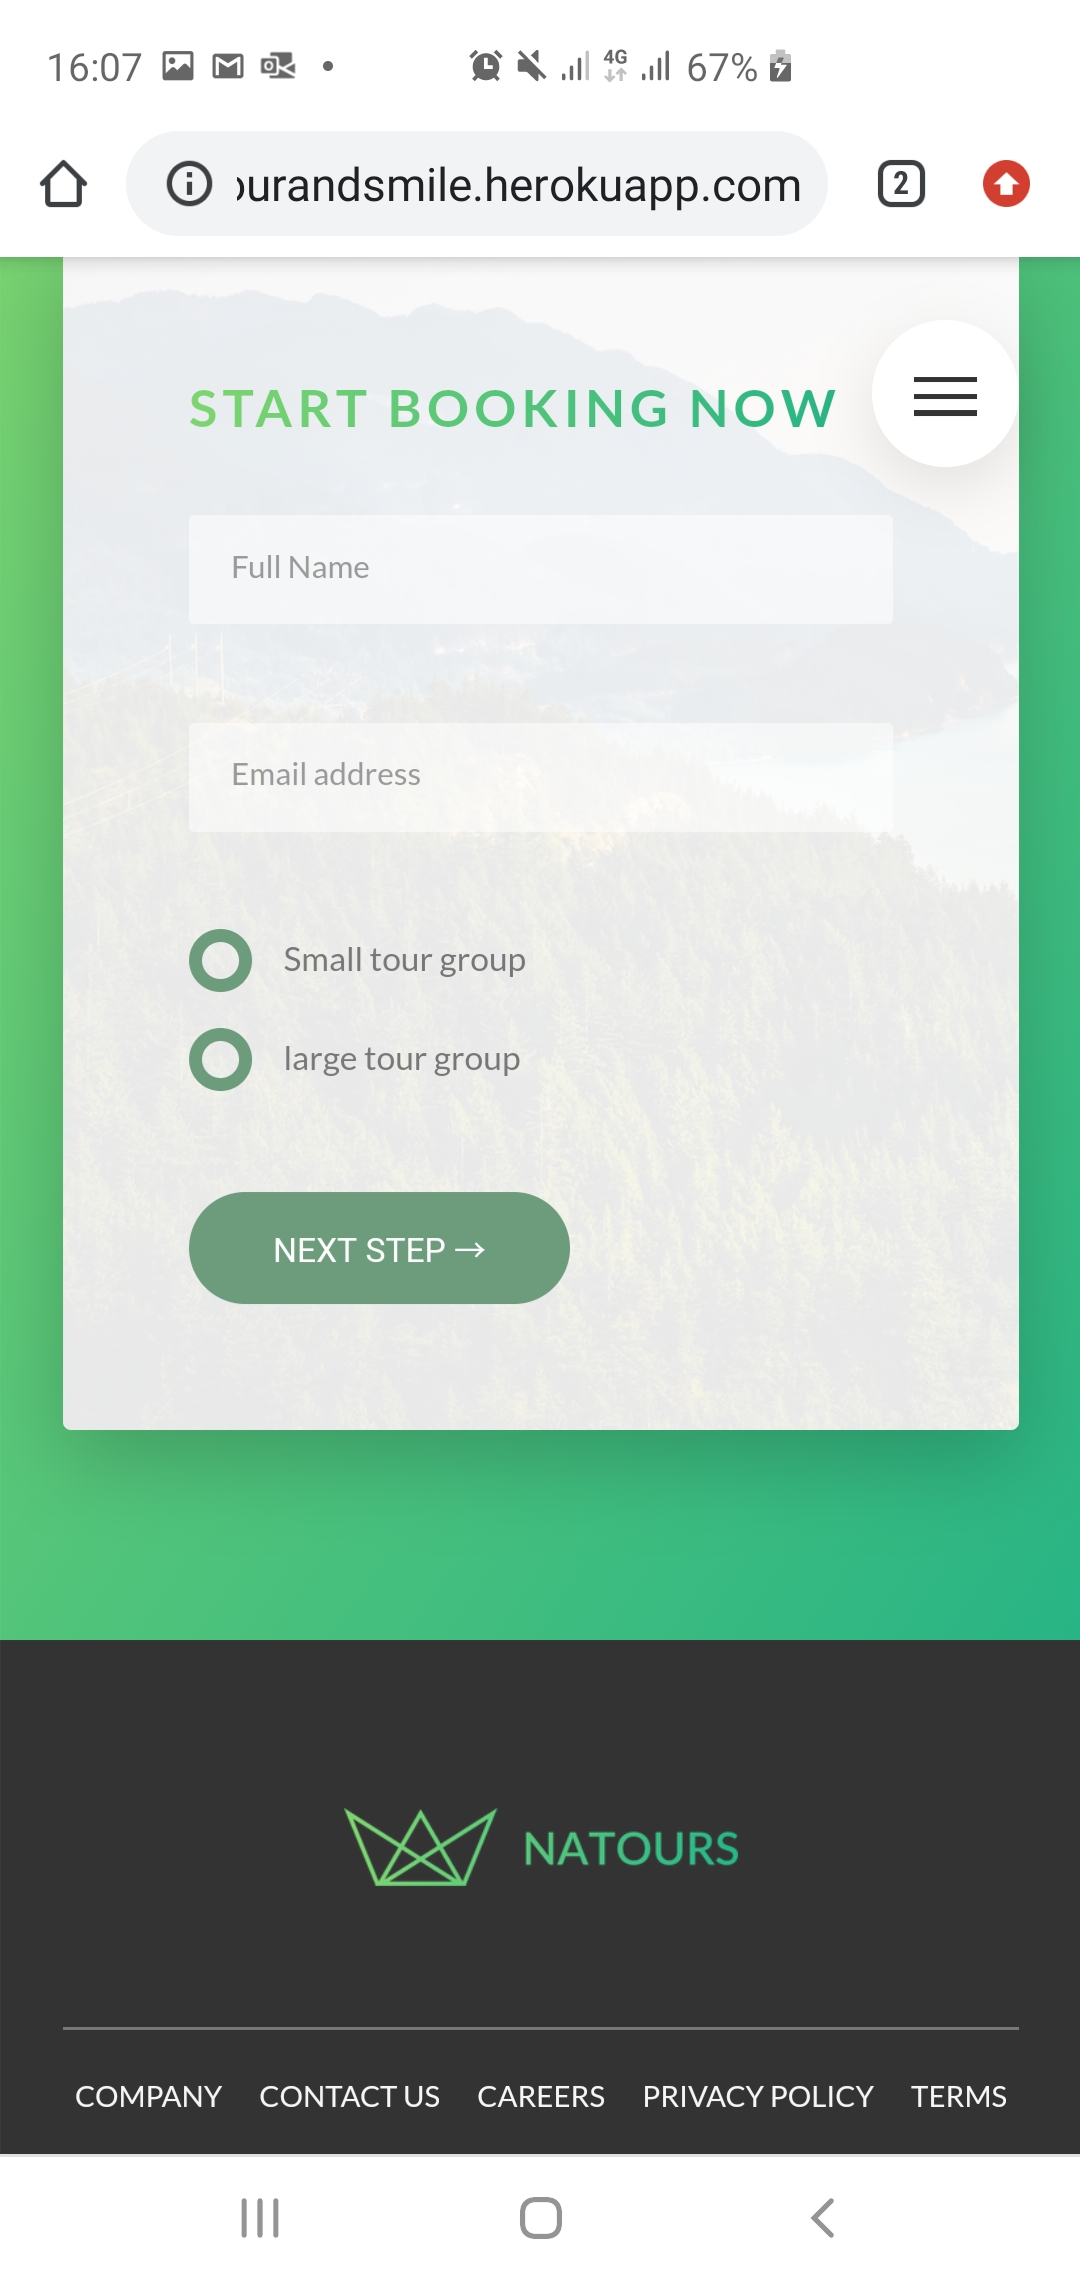 16:07 4G 67%
urandsmile.herokuapp.com 2
START BOOKING NOW
Full Name
Email address
Small tour group
large tour group
NEXT STEP →
NATOURS
COMPANY CONTACT US CAREERS PRIVACY POLICY TERMS